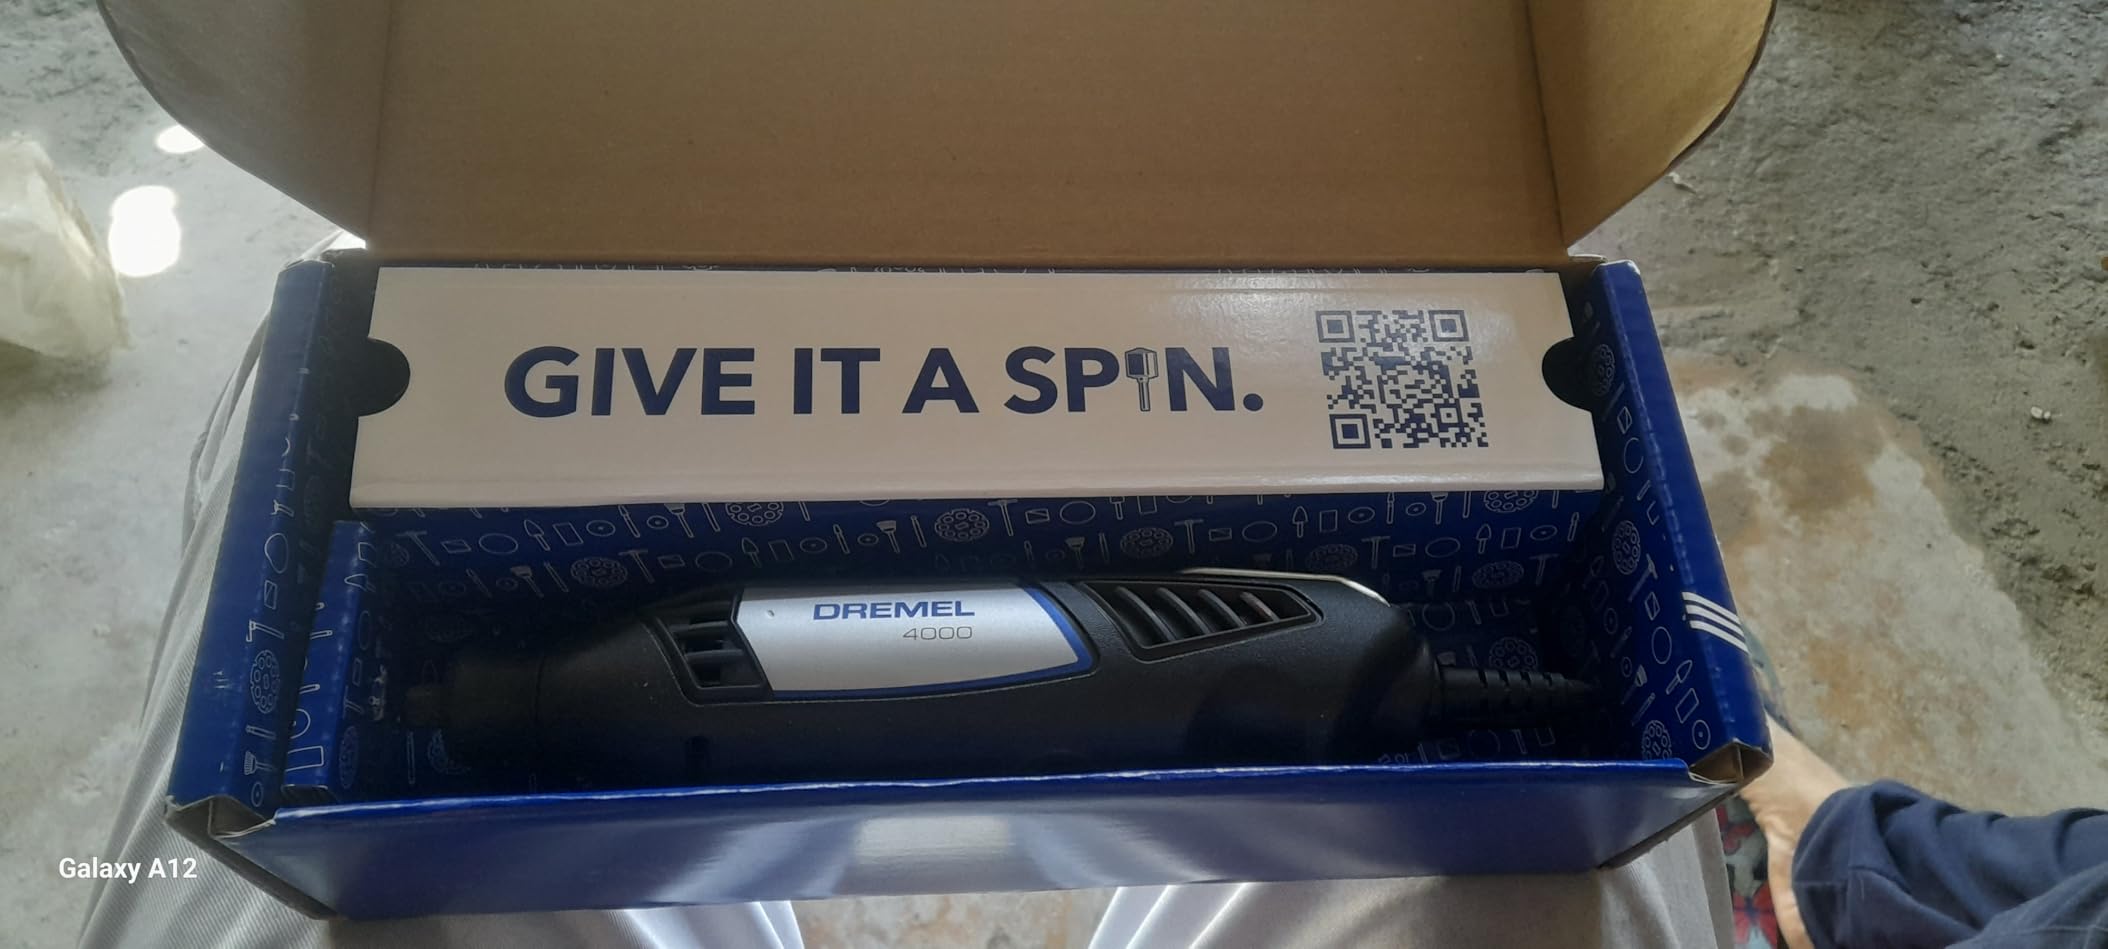 GIVE IT A SPIN.
DREMEL
4000
Galaxy A12